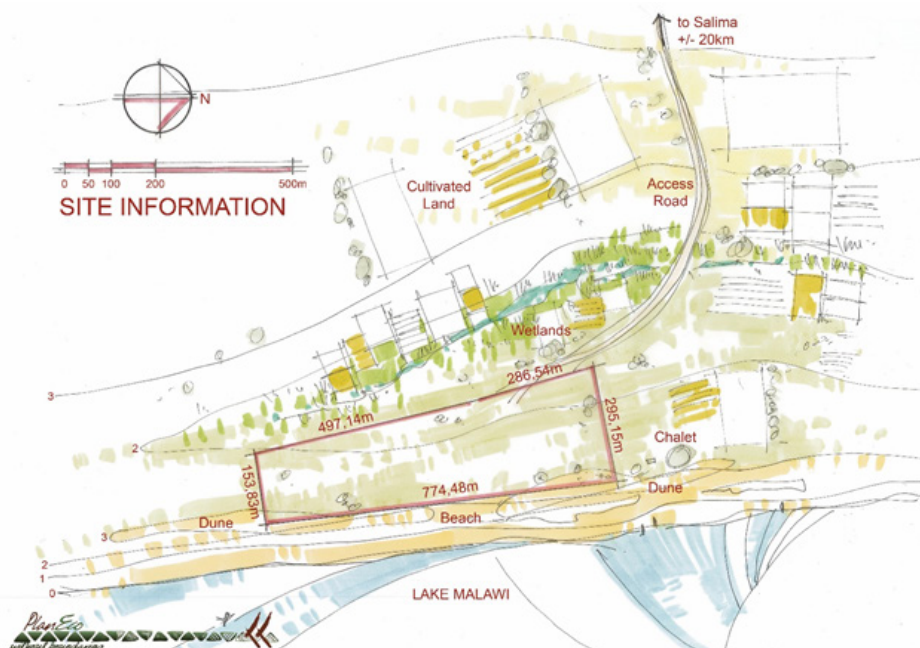 to Salima
+/- 20km
N
0 50 100 200 500m
SITE INFORMATION
Cultivated
Land
Access
Road
Wetlands
3
286,54m
497,14m
295,15m
2
Chalet
153,83m
774,48m
Dune
Dune
Beach
3
2
1
0
LAKE MALAWI
PlanEco
without boundaries